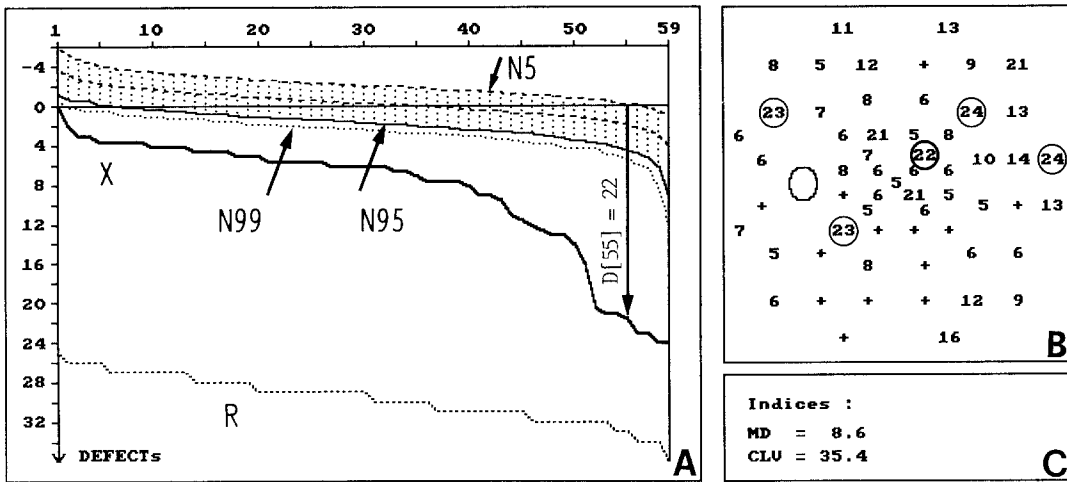 1 10 20 30 40 50 59
-4
0
4
8
12
16
20
24
28
32
DEFECTs
N5
X
N99
N95
D[55] = 22
R
A
11 13
8 5 12 + 9 21
8 6
23 7 24 13
6 6 21 5 8
7 22
6 10 14 24
8 6 6 6
5
+ 6 21 5
+ 5 6 5 + 13
7 23 + + +
5 + 6 6
8 +
6 + + + 12 9
+ 16
B
Indices :
MD = 8.6
CLV = 35.4
C